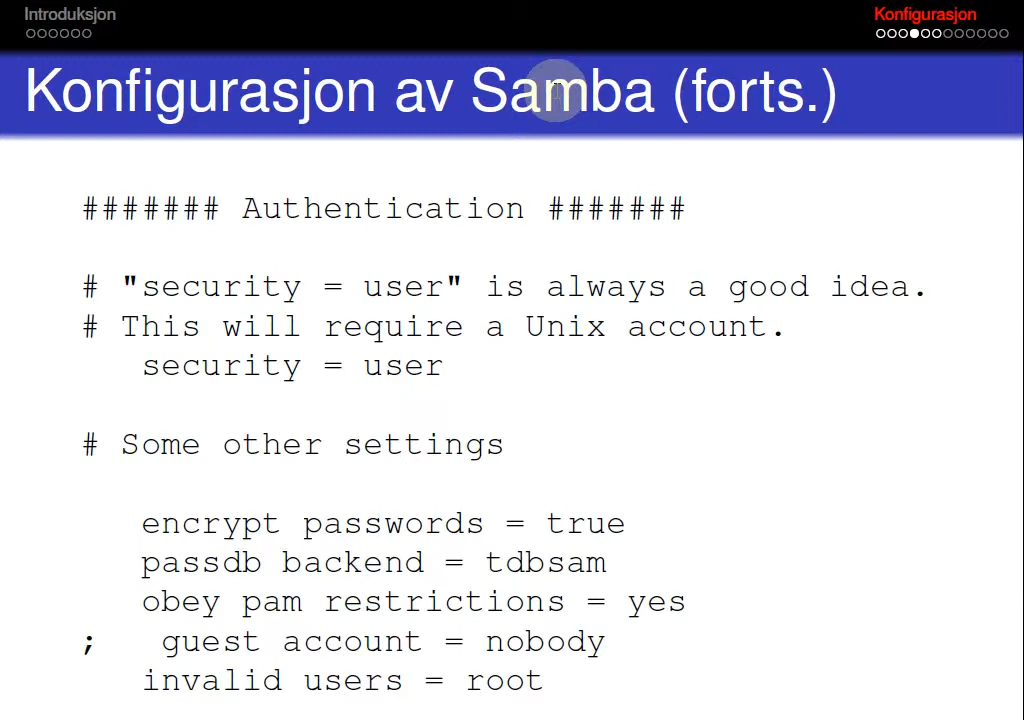 Introduksjon
Konfigurasjon
Konfigurasjon av Samba (forts.)
####### Authentication #######
# "security = user" is always a good idea.
# This will require a Unix account.
security = user
# Some other settings
encrypt passwords = true
passdb backend = tdbsam
obey pam restrictions = yes
; guest account = nobody
invalid users = root